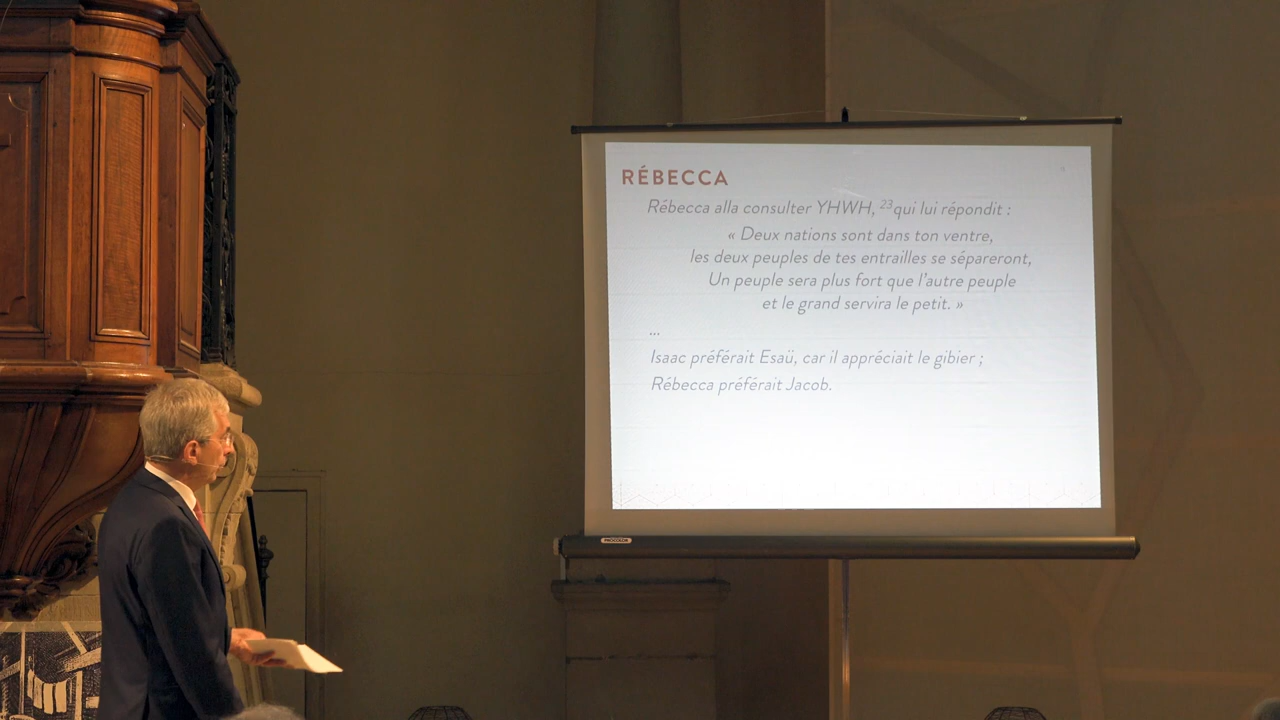 RÉBECCA
Rébecca alla consulter YHWH, ²³qui lui répondit :
« Deux nations sont dans ton ventre,
les deux peuples de tes entrailles se sépareront,
Un peuple sera plus fort que l'autre peuple
et le grand servira le petit. »
...
Isaac préférait Esaü, car il appréciait le gibier ;
Rébecca préférait Jacob.
PROCOLOR